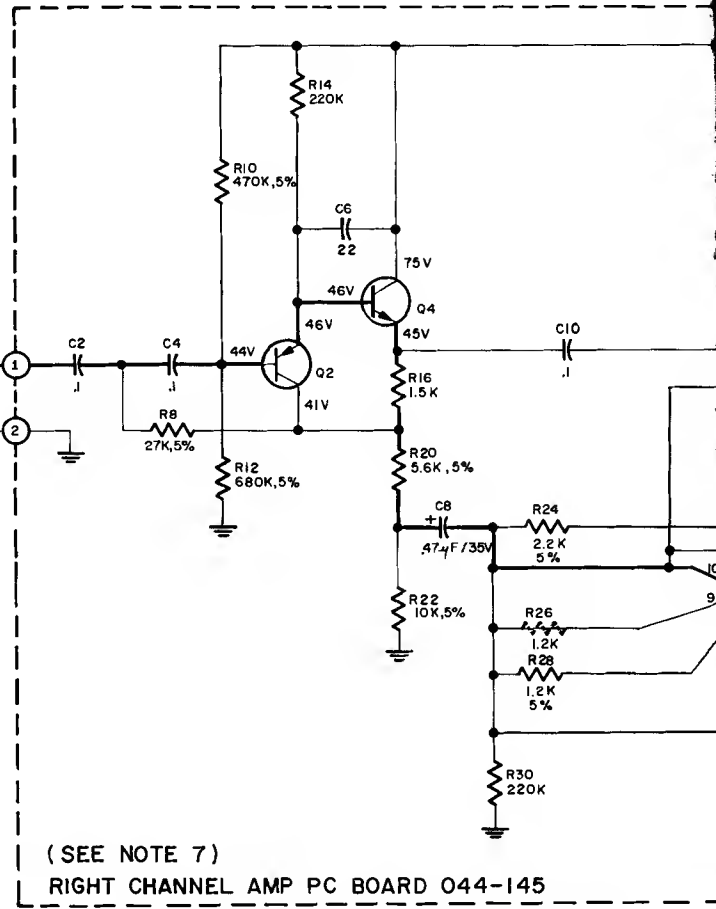 R14
220K
R10
470K,5%
C6
22
75V
46V
Q4
46V
45V
C2
.1
C4
.1
44V
Q2
C10
.1
R16
1.5K
41V
1
2
R8
27K,5%
R20
5.6K,5%
R12
680K,5%
C8
+
.47µF/35V
R24
2.2K
5%
10
9
R22
10K,5%
R26
1.2K
R28
1.2K
5%
R30
220K
(SEE NOTE 7)
RIGHT CHANNEL AMP PC BOARD 044-145